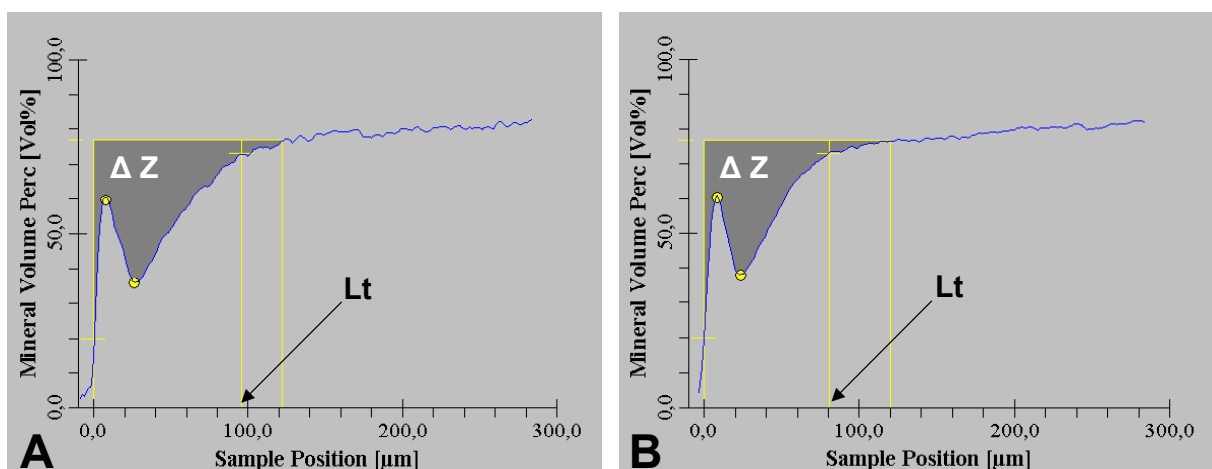 Mineral Volume Perc [Vol%]
100,0
50,0
0,0
Δ Z
Lt
0,0
100,0
200,0
300,0
Sample Position [µm]
A
Mineral Volume Perc [Vol%]
100,0
50,0
0,0
Δ Z
Lt
0,0
100,0
200,0
300,0
Sample Position [µm]
B